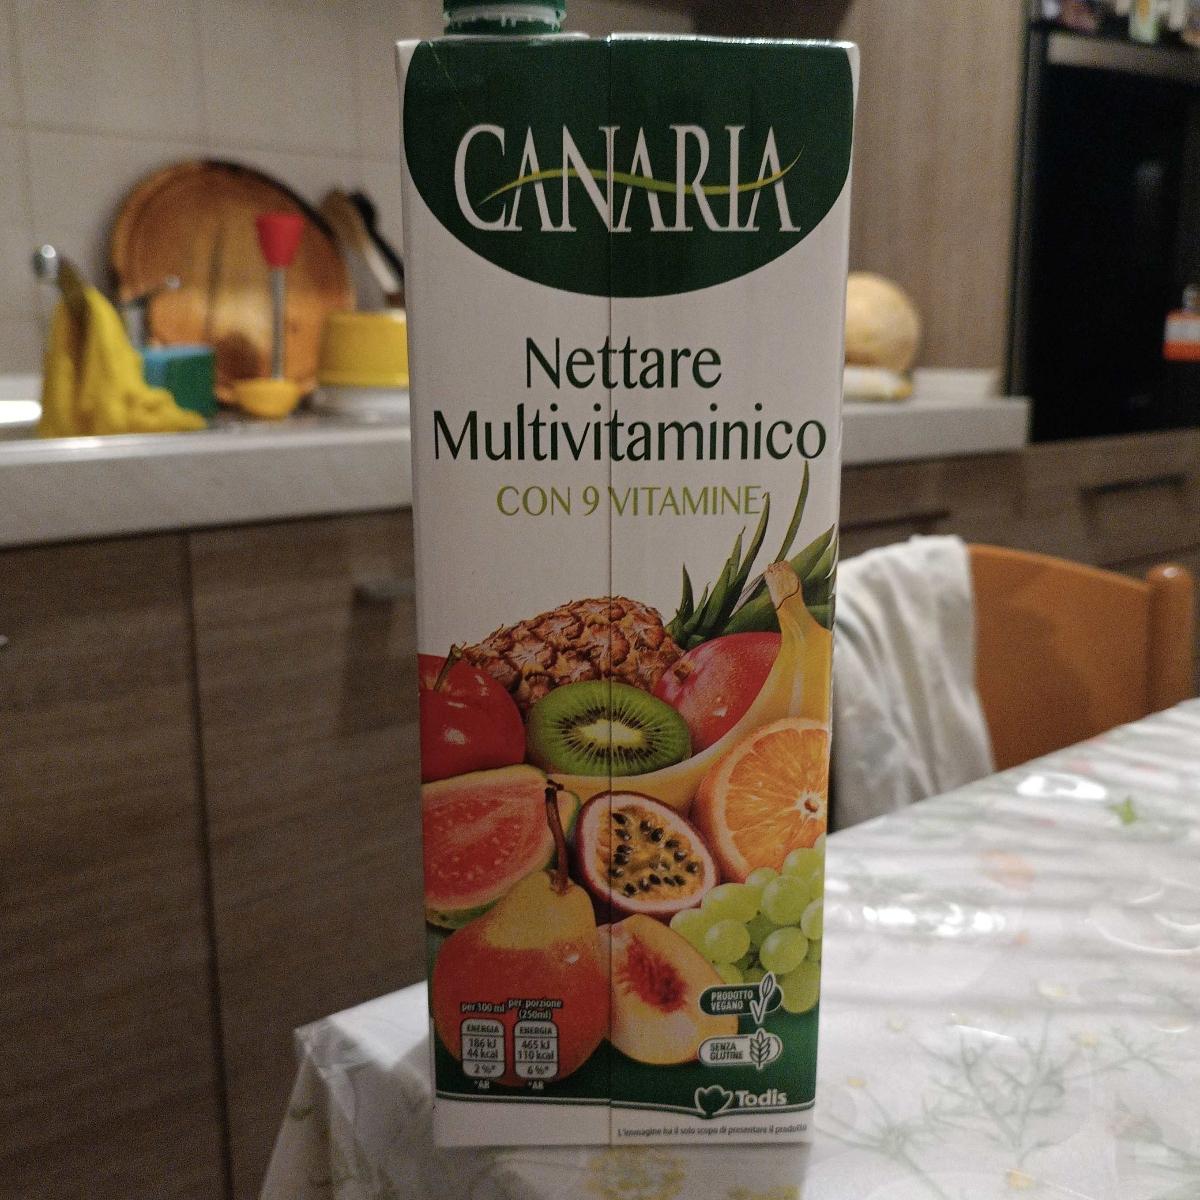 CANARIA
Nettare
Multivitaminico
CON 9 VITAMINE
per 100 ml
per porzione
(250ml)
ENERGIA
186 kJ
44 kcal
2 %*
*AR
ENERGIA
465 kJ
110 kcal
6 %*
*AR
PRODOTTO
VEGANO
SENZA
GLUTINE
Todis
L'immagine ha il solo scopo di presentare il prodotto